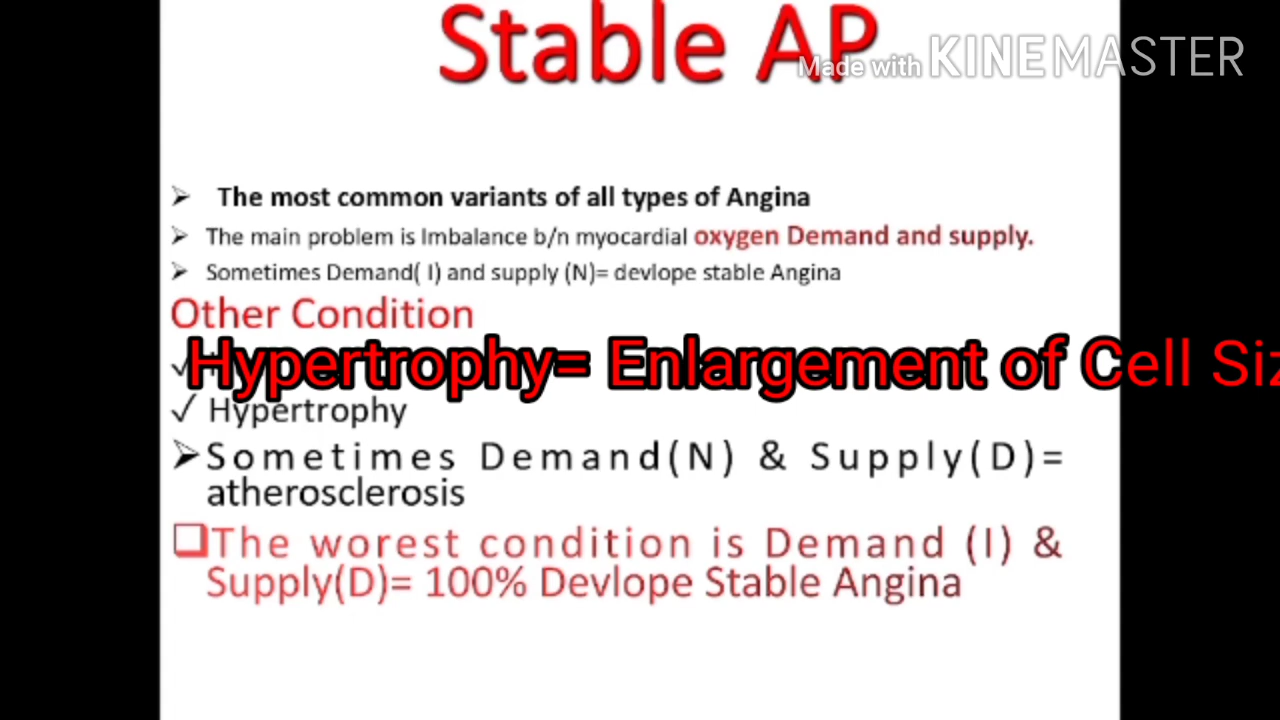 Stable AP
Made with KINEMASTER
➢ The most common variants of all types of Angina
➢ The main problem is Imbalance b/n myocardial oxygen Demand and supply.
➢ Sometimes Demand( I) and supply (N)= devlope stable Angina
Other Condition
Hypertrophy= Enlargement of Cell Siz
✓ Hypertrophy
➢ Sometimes Demand(N) & Supply(D)=
atherosclerosis
❑The worest condition is Demand (I) &
Supply(D)= 100% Devlope Stable Angina